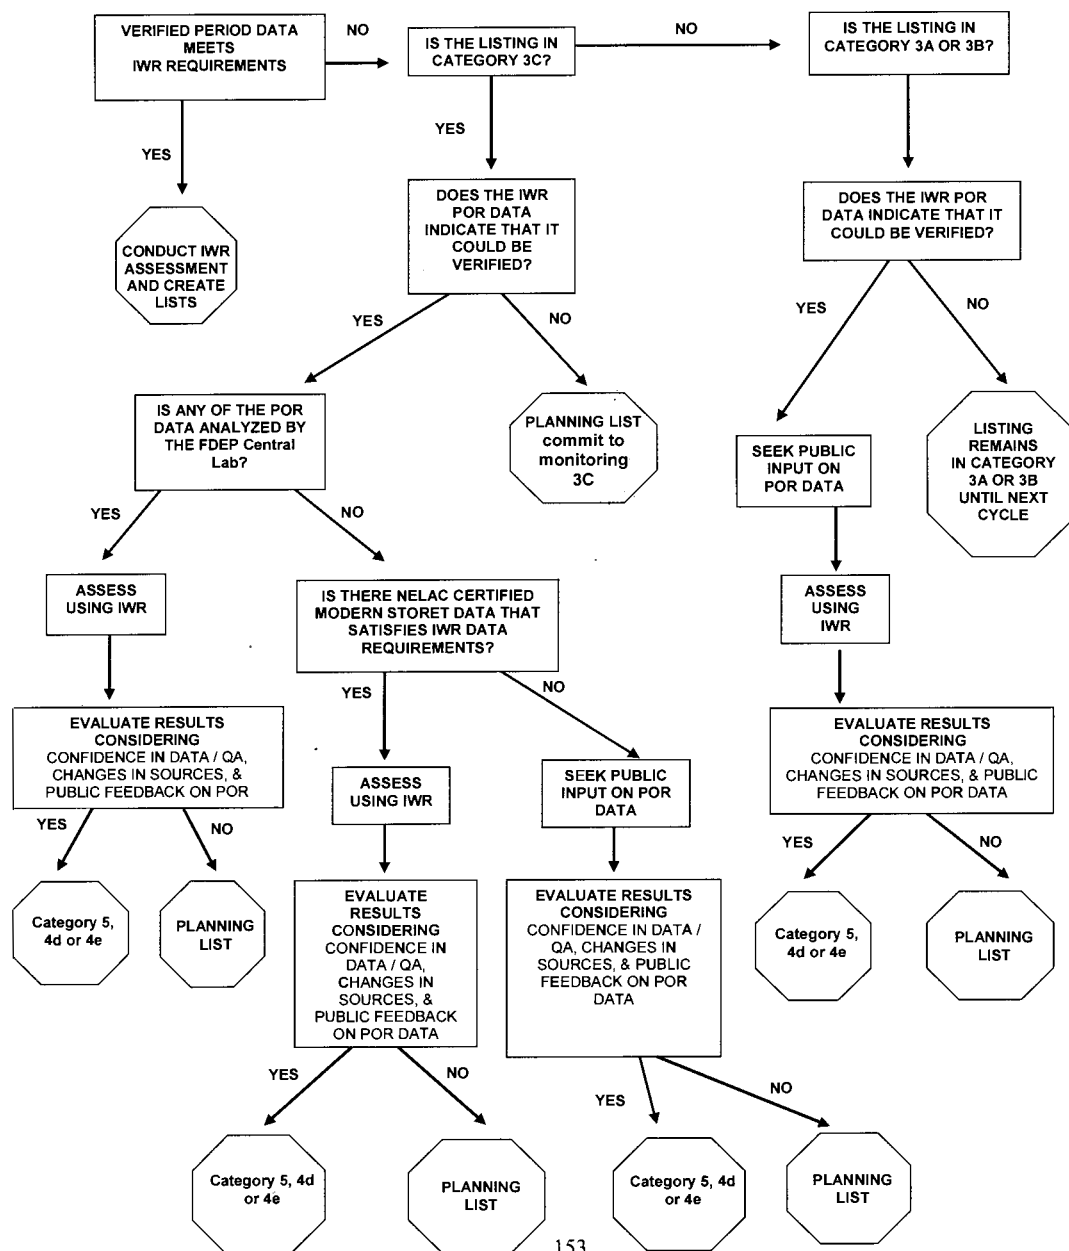 VERIFIED PERIOD DATA
MEETS
IWR REQUIREMENTS
NO
IS THE LISTING IN
CATEGORY 3C?
NO
IS THE LISTING IN
CATEGORY 3A OR 3B?
YES
YES
CONDUCT IWR
ASSESSMENT
AND CREATE
LISTS
DOES THE IWR
POR DATA
INDICATE THAT IT
COULD BE
VERIFIED?
DOES THE IWR POR
DATA INDICATE THAT IT
COULD BE VERIFIED?
YES
NO
YES
NO
IS ANY OF THE POR
DATA ANALYZED BY
THE FDEP Central
Lab?
PLANNING LIST
commit to
monitoring
3C
SEEK PUBLIC
INPUT ON
POR DATA
LISTING
REMAINS
IN CATEGORY
3A OR 3B
UNTIL NEXT
CYCLE
YES
NO
ASSESS
USING IWR
IS THERE NELAC CERTIFIED
MODERN STORET DATA THAT
SATISFIES IWR DATA
REQUIREMENTS?
ASSESS
USING
IWR
YES
NO
EVALUATE RESULTS
CONSIDERING
CONFIDENCE IN DATA / QA,
CHANGES IN SOURCES, &
PUBLIC FEEDBACK ON POR
ASSESS
USING IWR
SEEK PUBLIC
INPUT ON POR
DATA
EVALUATE RESULTS
CONSIDERING
CONFIDENCE IN DATA / QA,
CHANGES IN SOURCES, & PUBLIC
FEEDBACK ON POR DATA
YES
NO
YES
NO
Category 5,
4d or 4e
PLANNING
LIST
EVALUATE
RESULTS
CONSIDERING
CONFIDENCE IN
DATA / QA,
CHANGES IN
SOURCES, &
PUBLIC FEEDBACK
ON POR DATA
EVALUATE RESULTS
CONSIDERING
CONFIDENCE IN DATA /
QA, CHANGES IN
SOURCES, & PUBLIC
FEEDBACK ON POR
DATA
Category 5,
4d or 4e
PLANNING
LIST
YES
NO
YES
NO
Category 5, 4d
or 4e
PLANNING
LIST
Category 5, 4d
or 4e
PLANNING
LIST
153